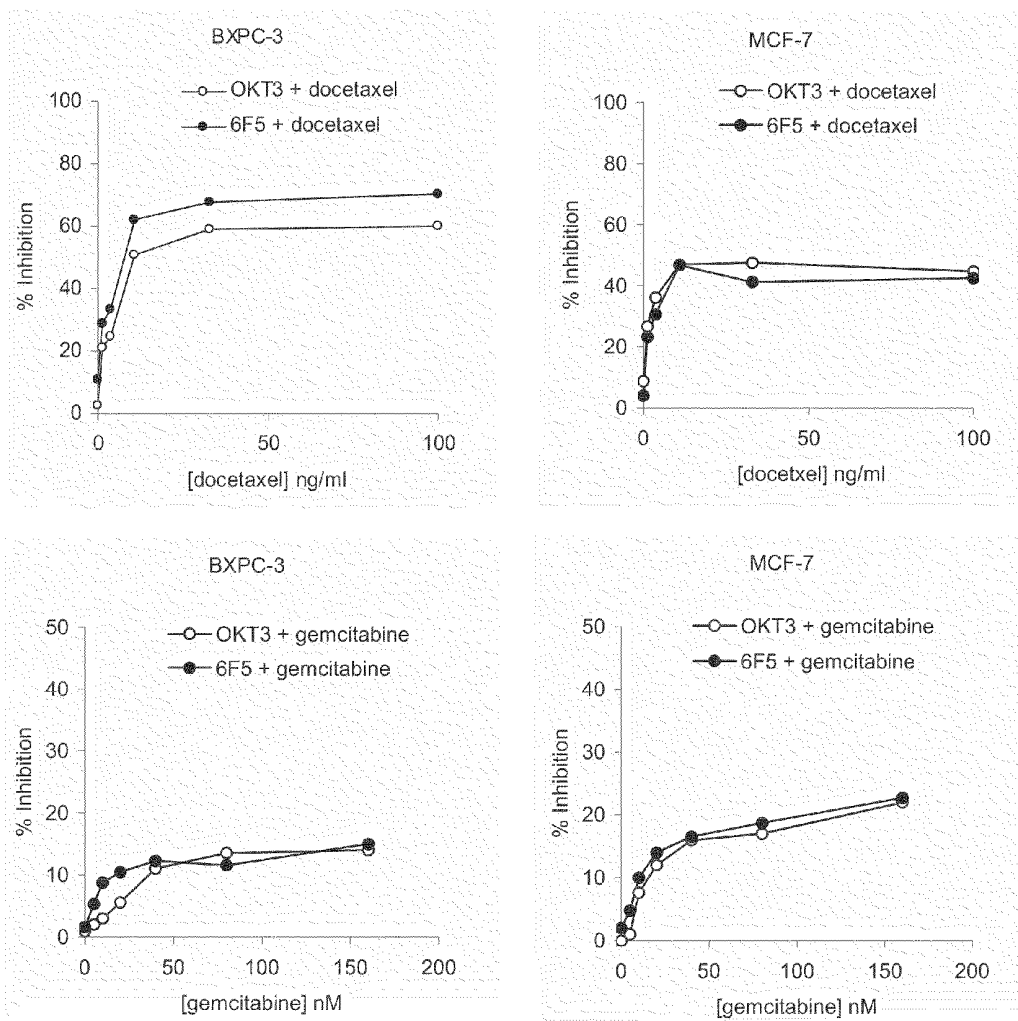 BXPC-3
OKT3 + docetaxel
6F5 + docetaxel
100
80
60
40
20
0
% Inhibition
0 50 100
[docetaxel] ng/ml
MCF-7
OKT3 + docetaxel
6F5 + docetaxel
100
80
60
40
20
0
% Inhibition
0 50 100
[docetxel] ng/ml
BXPC-3
OKT3 + gemcitabine
6F5 + gemcitabine
50
40
30
20
10
0
% Inhibition
0 50 100 150 200
[gemcitabine] nM
MCF-7
OKT3 + gemcitabine
6F5 + gemcitabine
50
40
30
20
10
0
% Inhibition
0 50 100 150 200
[gemcitabine] nM